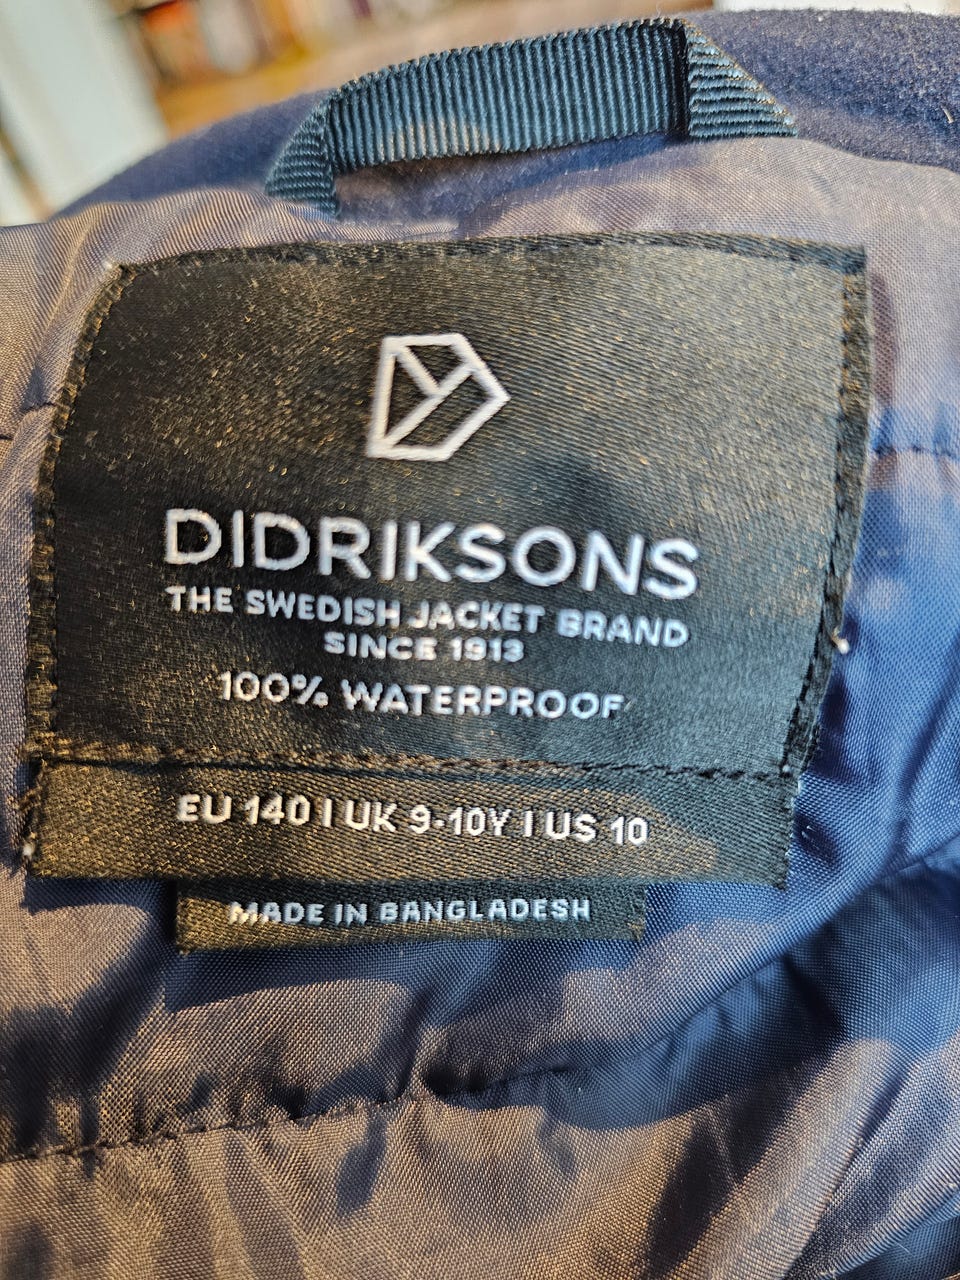 DIDRIKSONS
THE SWEDISH JACKET BRAND
SINCE 1913
100% WATERPROOF
EU 140 | UK 9-10Y | US 10
MADE IN BANGLADESH